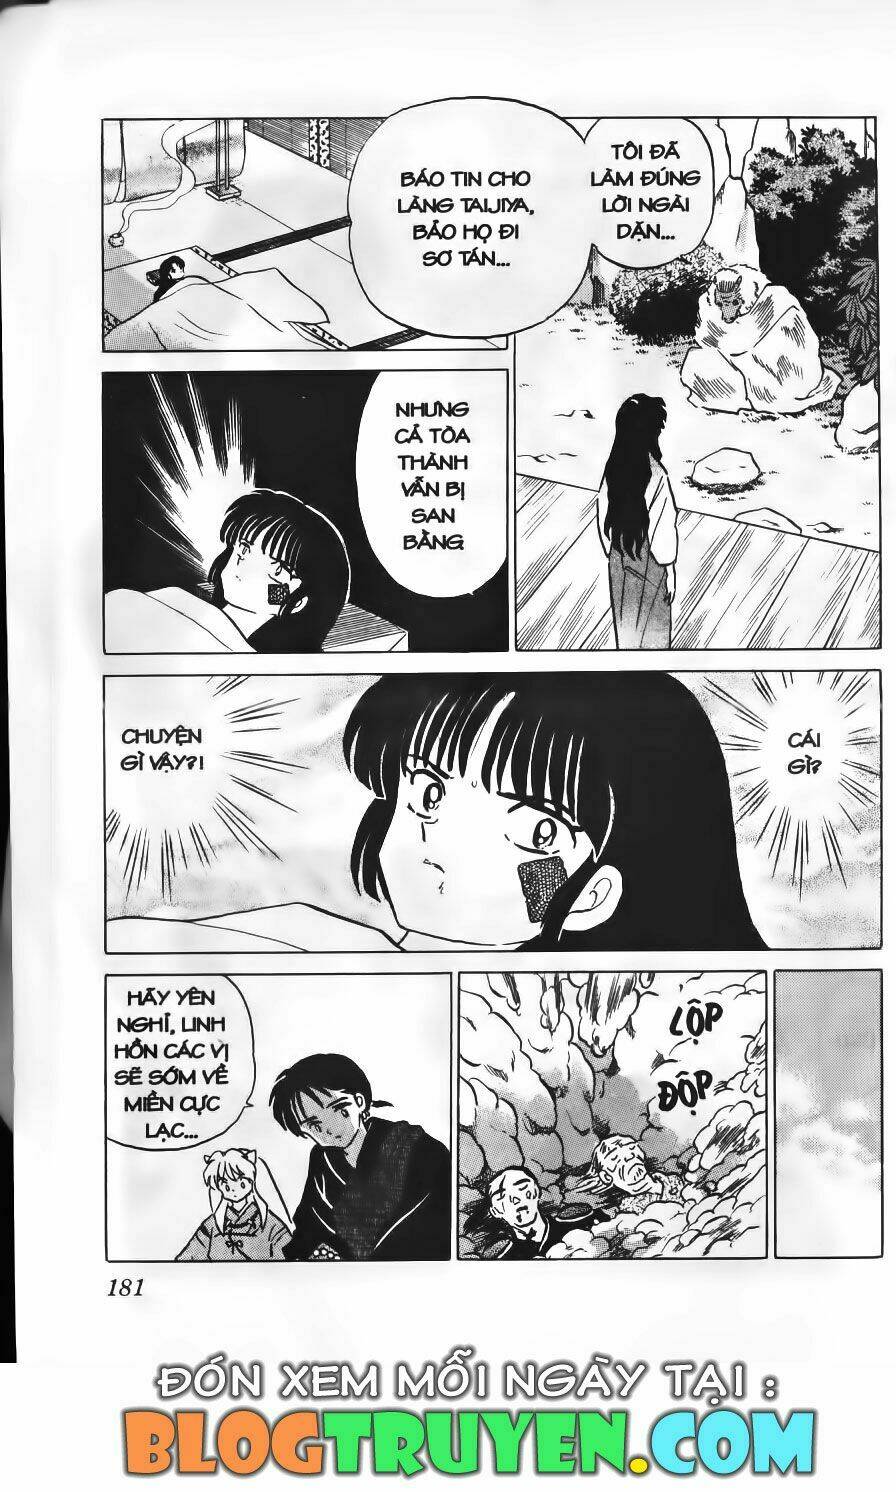 TÔI ĐÃ
LÀM ĐÚNG
LỜI NGÀI
DẶN...
BÁO TIN CHO
LÀNG TAIJIYA,
BẢO HỌ ĐI
SƠ TÁN...
NHƯNG
CẢ TÒA
THÀNH
VẪN BỊ
SAN
BẰNG.
CÁI
GÌ?
CHUYỆN
GÌ VẬY?!
LỘP
ĐỘP
HÃY YÊN
NGHỈ, LINH
HỒN CÁC VỊ
SẼ SỚM VỀ
MIỀN CỰC
LẠC...
181
ĐÓN XEM MỖI NGÀY TẠI :
BLOGTRUYEN.COM